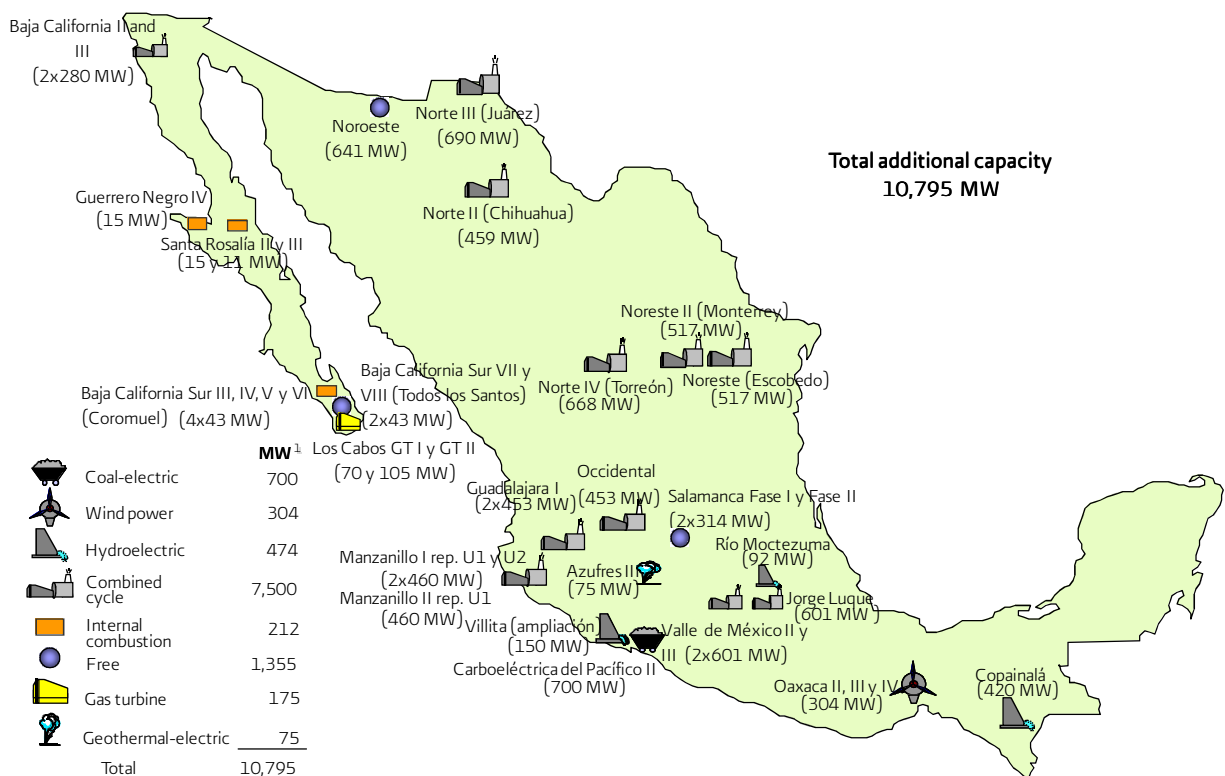 Baja California II and
III
(2x280 MW)
Noroeste
(641 MW)
Norte III (Juárez)
(690 MW)
Total additional capacity
10,795 MW
Norte II (Chihuahua)
(459 MW)
Guerrero Negro IV
(15 MW)
Santa Rosalía II y III
(15 y 11 MW)
Noreste II (Monterrey)
(517 MW)
Norte IV (Torreón)
(668 MW)
Noreste (Escobedo)
(517 MW)
Baja California Sur III, IV, V y VI
(Coromuel) (4x43 MW)
Baja California Sur VII y
VIII (Todos los Santos)
(2x43 MW)
Los Cabos GT I y GT II
(70 y 105 MW)
Guadalajara I
(2x453 MW)
Occidental
(453 MW)
Salamanca Fase I y Fase II
(2x314 MW)
Río Moctezuma
(92 MW)
Manzanillo I rep. U1 y U2
(2x460 MW)
Manzanillo II rep. U1
(460 MW)
Azufres III
(75 MW)
Jorge Luque
(601 MW)
Villita (ampliación)
(150 MW)
Valle de México II y
III (2x601 MW)
Carboeléctrica del Pacífico II
(700 MW)
Oaxaca II, III y IV
(304 MW)
Copainalá
(420 MW)
MW 1
Coal-electric 700
Wind power 304
Hydroelectric 474
Combined
cycle 7,500
Internal
combustion 212
Free 1,355
Gas turbine 175
Geothermal-electric 75
Total 10,795